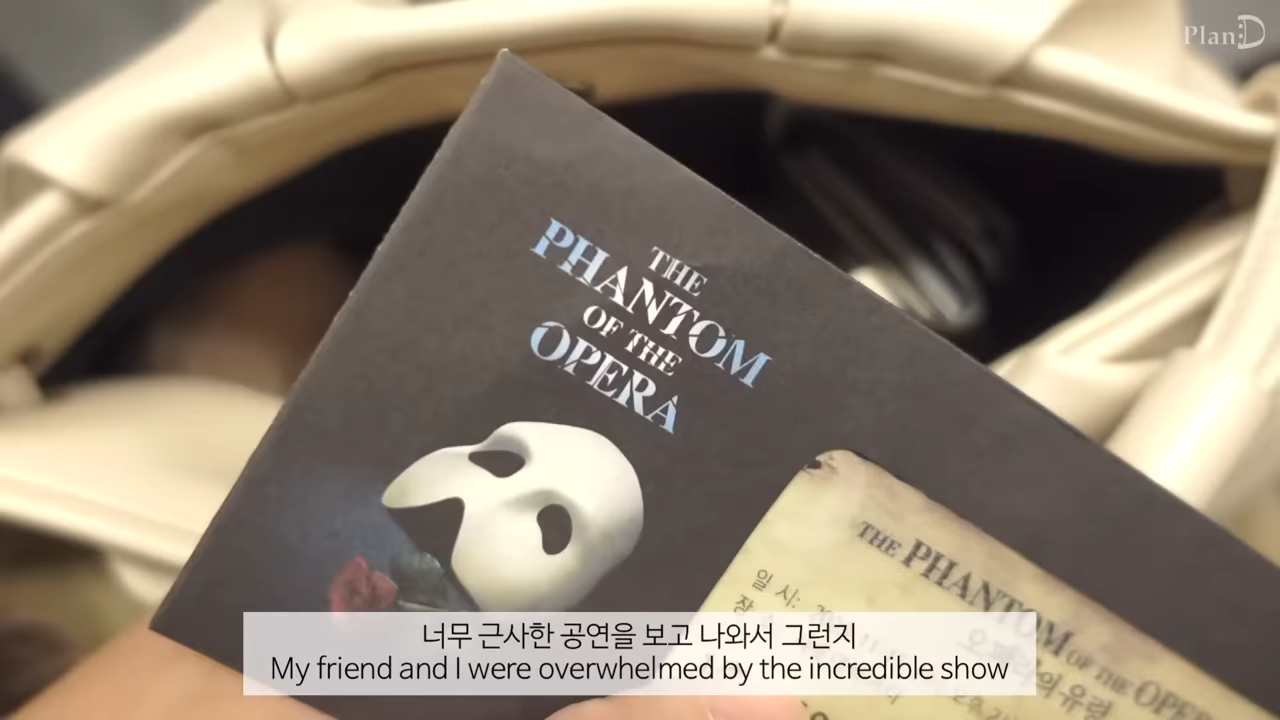 Plan:D
THE
PHANTOM
OF THE
OPERA
THE PHANTOM OF THE OPERA
오페라의 유령
일 시:
너무 근사한 공연을 보고 나와서 그런지
My friend and I were overwhelmed by the incredible show